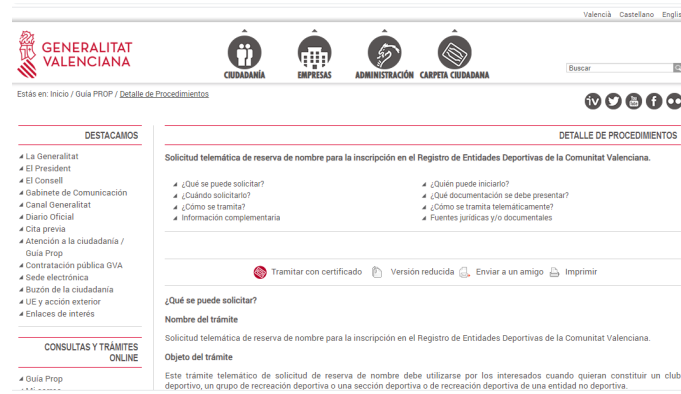 Valencià Castellano Englis
GENERALITAT
VALENCIANA
CIUDADANÍA EMPRESAS ADMINISTRACIÓN CARPETA CIUDADANA
Buscar
Estás en: Inicio / Guía PROP / Detalle de Procedimientos
DESTACAMOS
La Generalitat
El President
El Consell
Gabinete de Comunicación
Canal Generalitat
Diario Oficial
Cita previa
Atención a la ciudadanía /
Guia Prop
Contratación pública GVA
Sede electrónica
Buzón de la ciudadanía
UE y acción exterior
Enlaces de interés
CONSULTAS Y TRÁMITES
ONLINE
Guía Prop
DETALLE DE PROCEDIMIENTOS
Solicitud telemática de reserva de nombre para la inscripción en el Registro de Entidades Deportivas de la Comunitat Valenciana.
¿Qué se puede solicitar? ¿Quién puede iniciarlo?
¿Cuándo solicitarlo? ¿Qué documentación se debe presentar?
¿Cómo se tramita? ¿Cómo se tramita telemáticamente?
Información complementaria Fuentes jurídicas y/o documentales
Tramitar con certificado Versión reducida Enviar a un amigo Imprimir
¿Qué se puede solicitar?
Nombre del trámite
Solicitud telemática de reserva de nombre para la inscripción en el Registro de Entidades Deportivas de la Comunitat Valenciana.
Objeto del trámite
Este trámite telemático de solicitud de reserva de nombre debe utilizarse por los interesados cuando quieran constituir un club
deportivo, un grupo de recreación deportiva o una sección deportiva o de recreación deportiva de una entidad no deportiva.